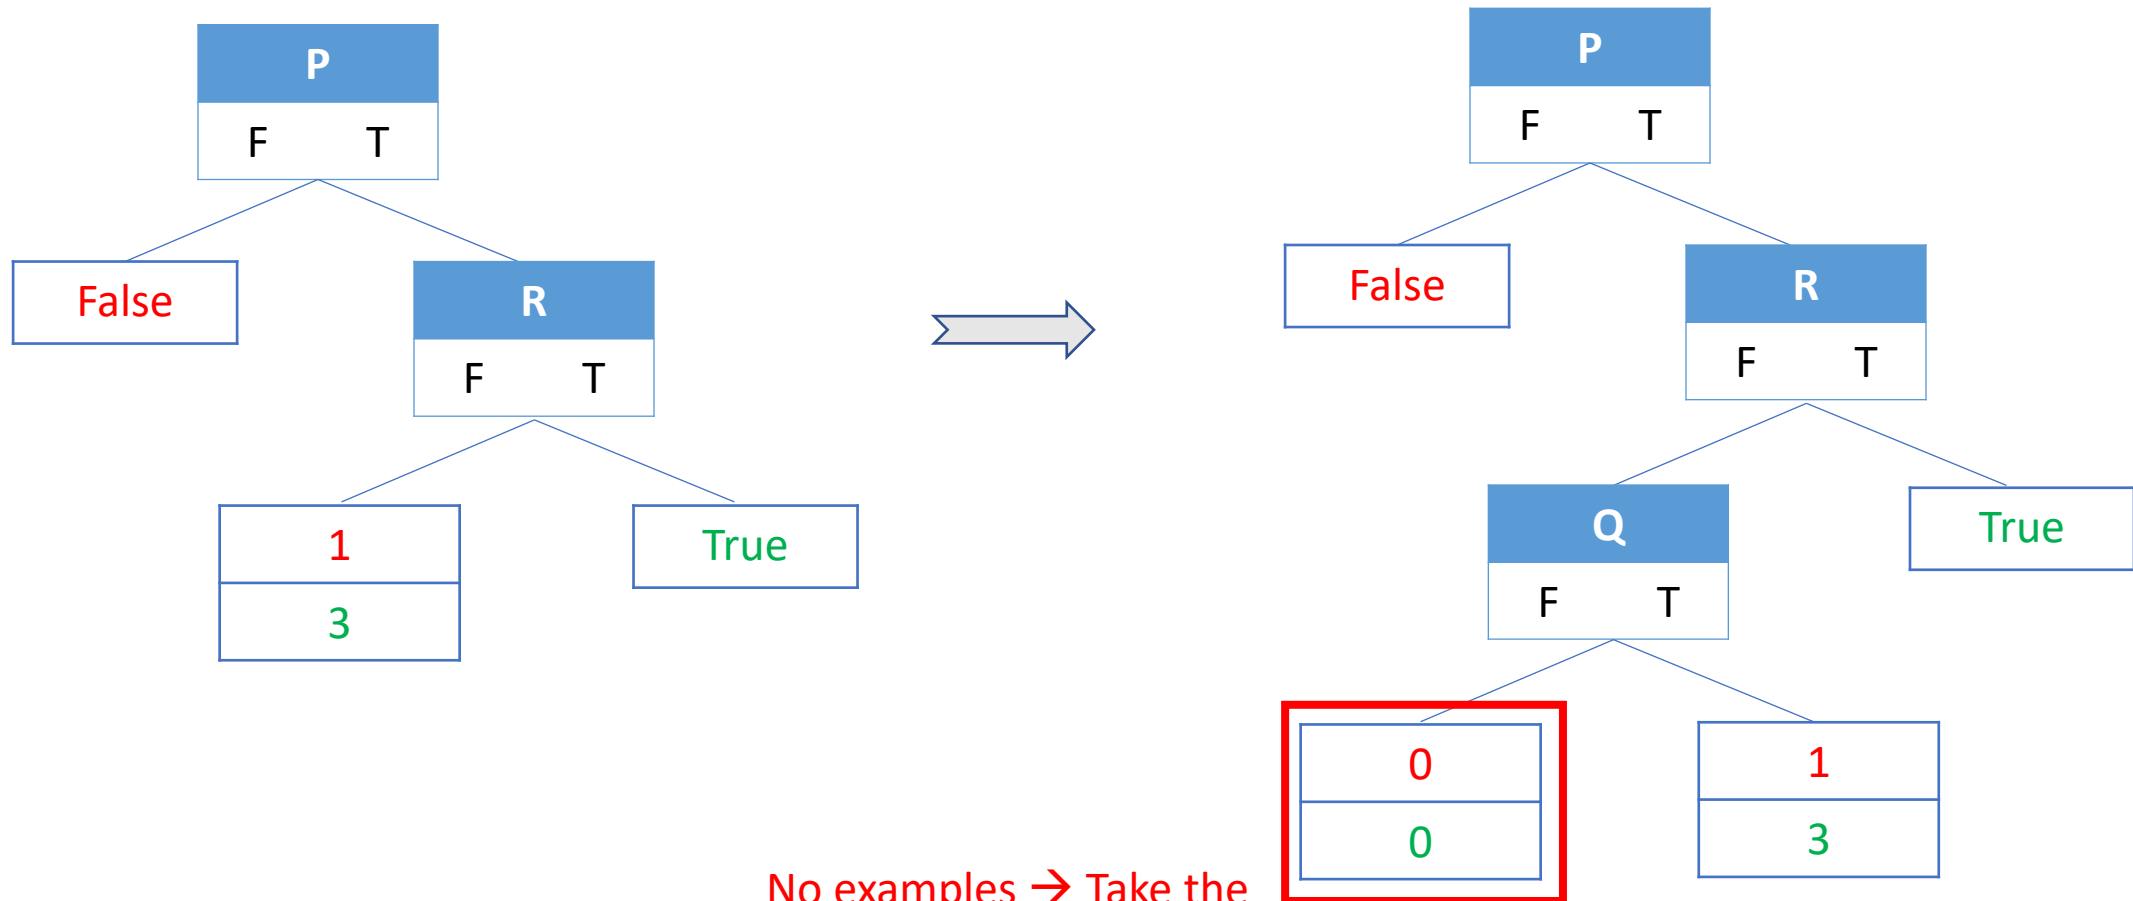 P
F T
False
R
F T
1
3
True
P
F T
False
R
F T
Q
F T
True
0
0
1
3
No examples → Take the